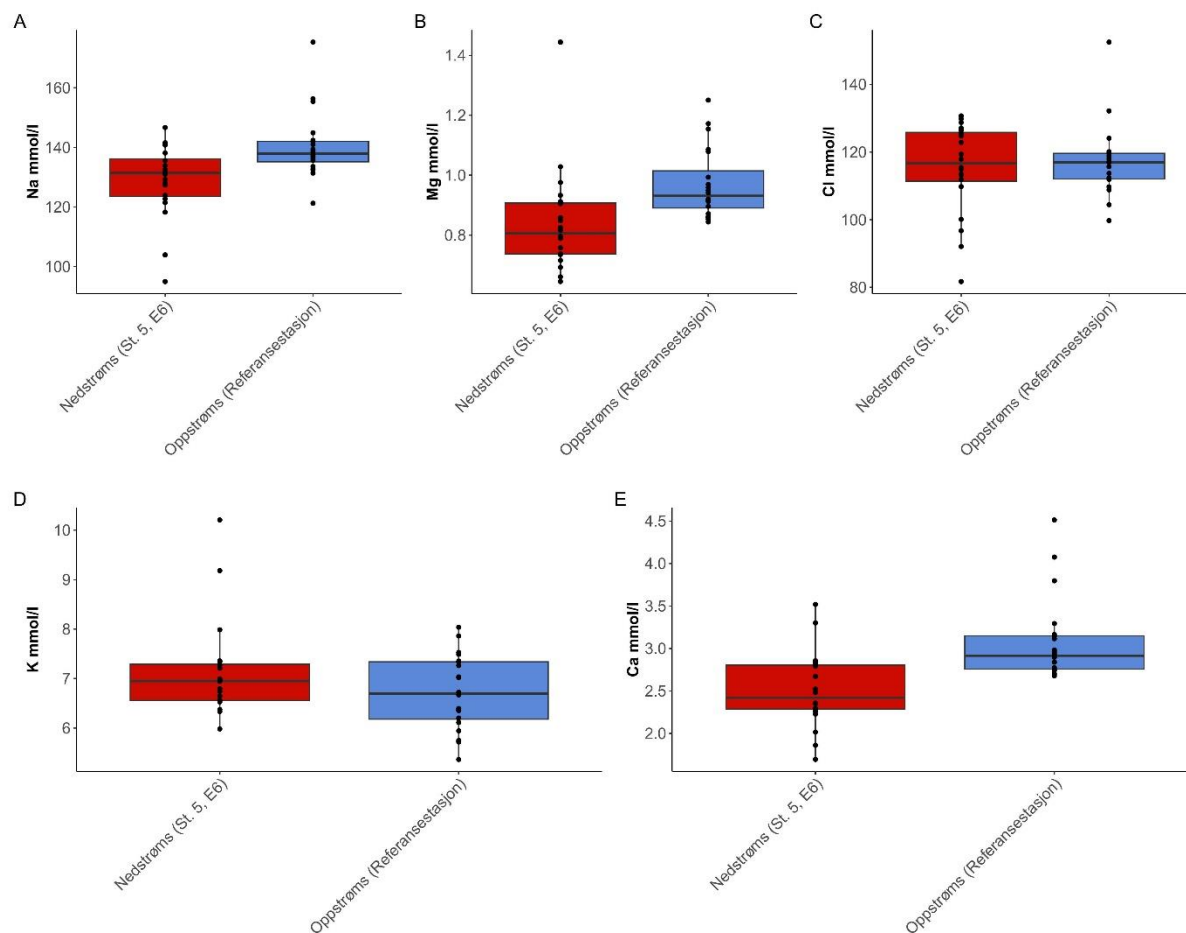 A
Na mmol/l
160
140
120
100
Nedstrøms (St. 5, E6)
Oppstrøms (Referansestasjon)
B
Mg mmol/l
1.4
1.2
1.0
0.8
Nedstrøms (St. 5, E6)
Oppstrøms (Referansestasjon)
C
Cl mmol/l
140
120
100
80
Nedstrøms (St. 5, E6)
Oppstrøms (Referansestasjon)
D
K mmol/l
10
9
8
7
6
Nedstrøms (St. 5, E6)
Oppstrøms (Referansestasjon)
E
Ca mmol/l
4.5
4.0
3.5
3.0
2.5
2.0
Nedstrøms (St. 5, E6)
Oppstrøms (Referansestasjon)